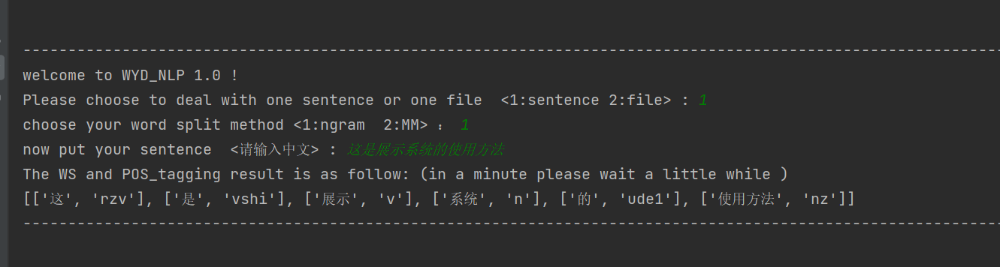 welcome to WYD_NLP 1.0 !
Please choose to deal with one sentence or one file  <1:sentence 2:file> : 1
choose your word split method <1:ngram  2:MM> ： 1
now put your sentence  <请输入中文> : 这是展示系统的使用方法
The WS and POS_tagging result is as follow: (in a minute please wait a little while )
[['这', 'rzv'], ['是', 'vshi'], ['展示', 'v'], ['系统', 'n'], ['的', 'ude1'], ['使用方法', 'nz']]